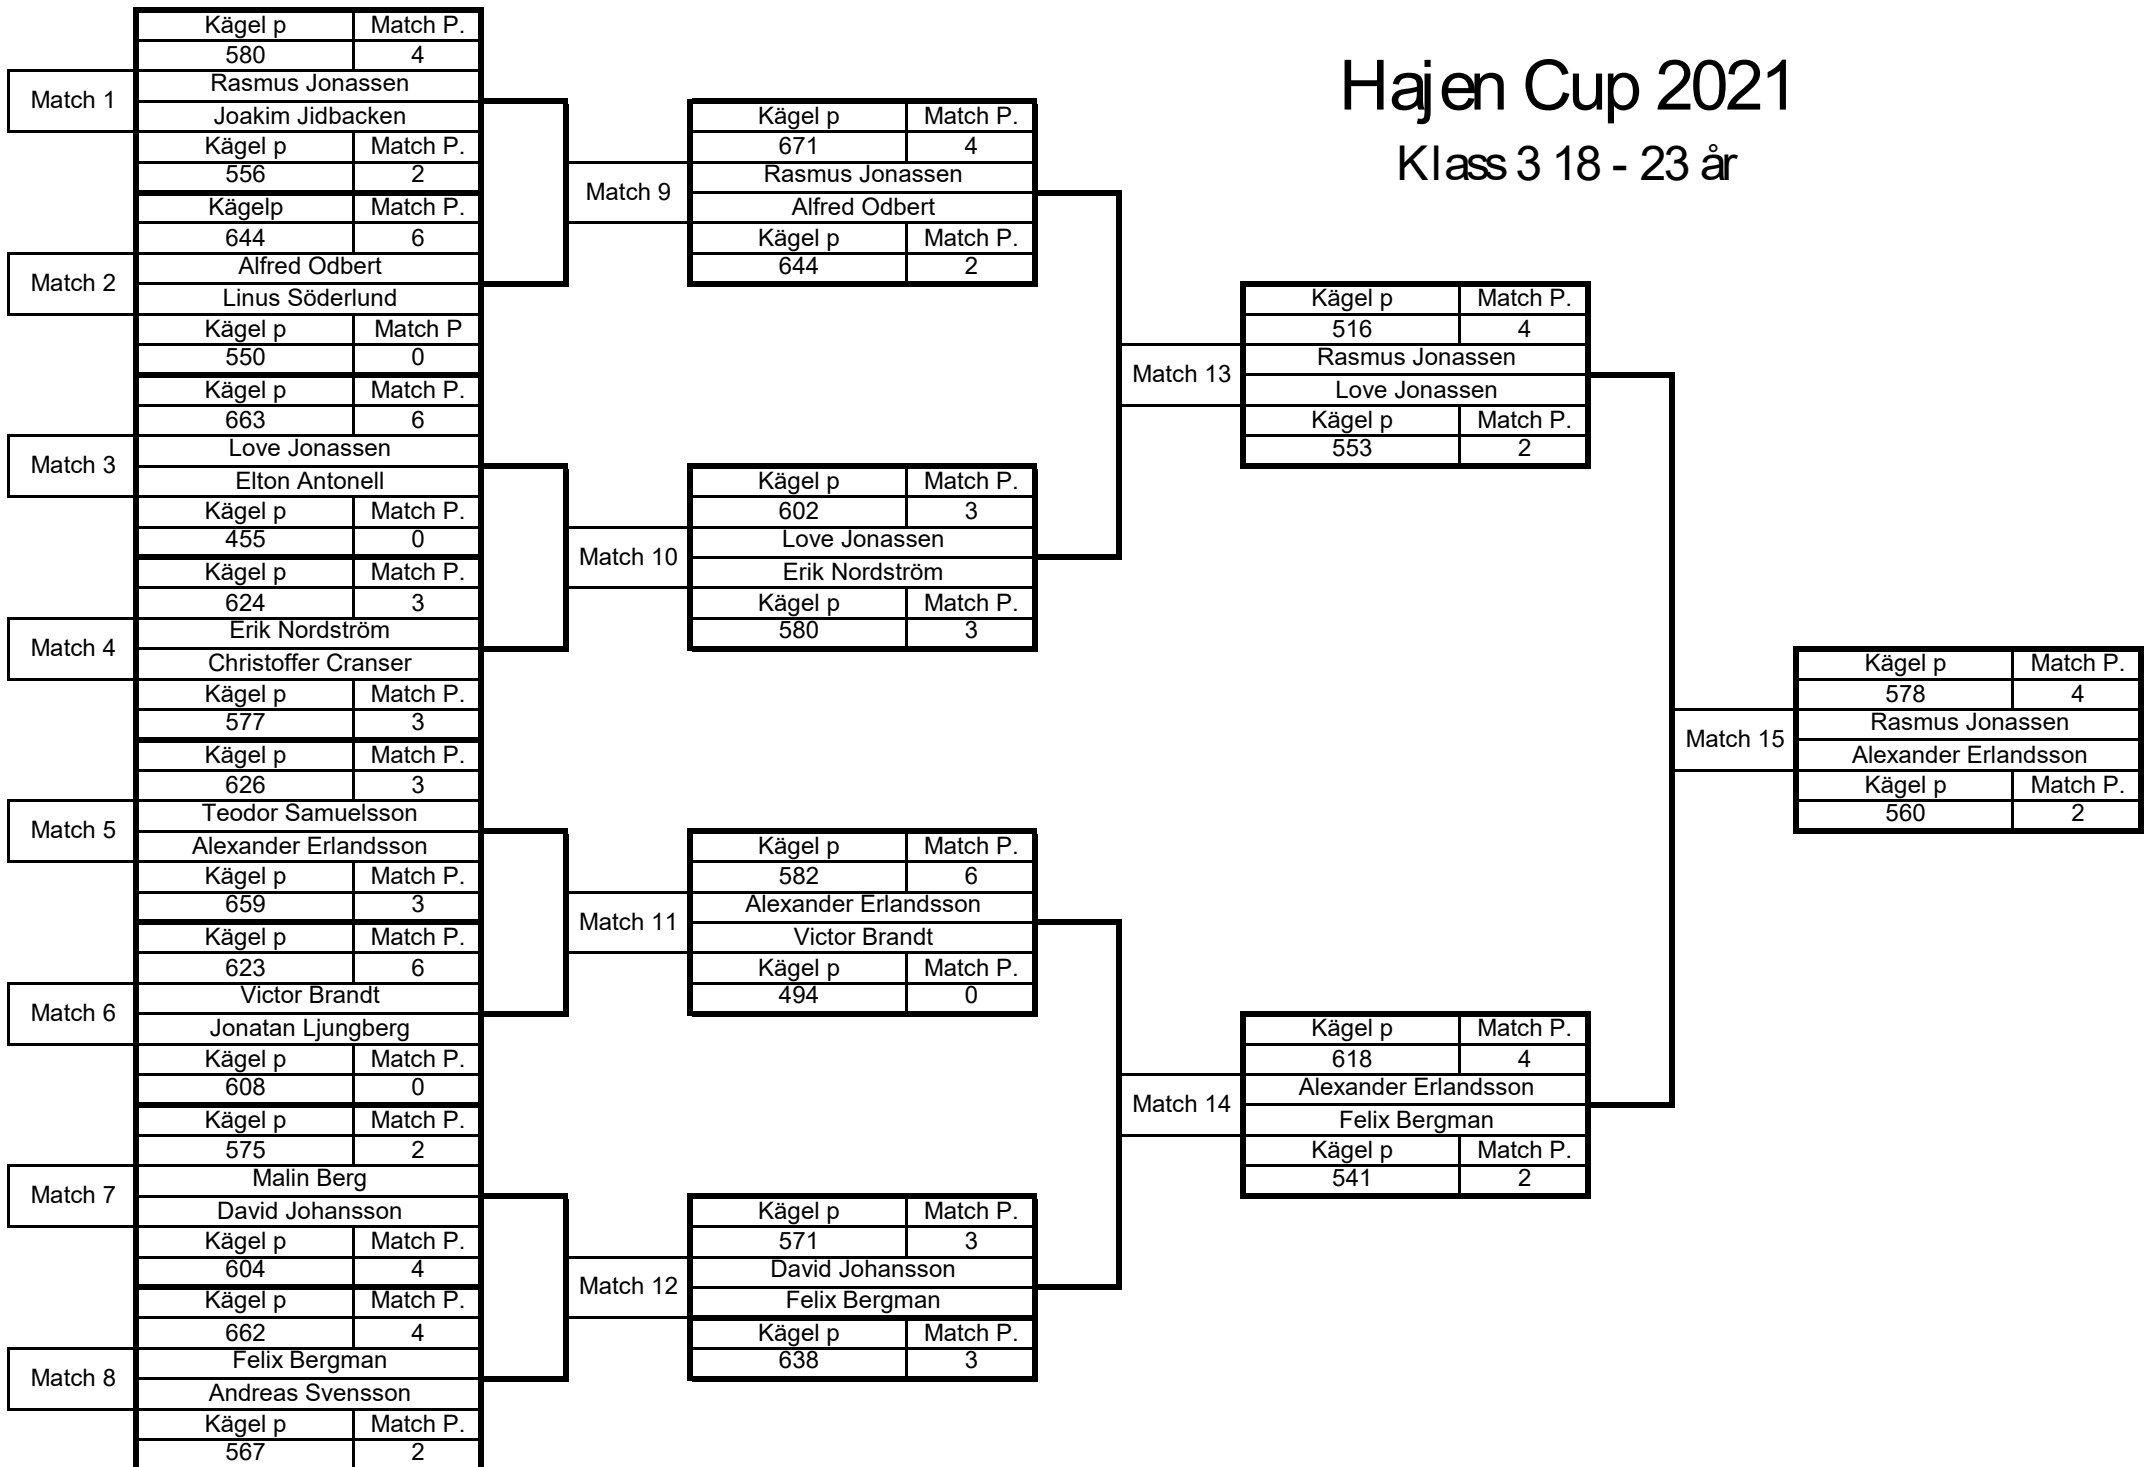 Hajen Cup 2021
Klass 3 18 - 23 år
Kägel p Match P.
580 4
Match 1
Rasmus Jonassen
Joakim Jidbacken
Kägel p Match P.
556 2
Kägelp Match P.
644 6
Match 2
Alfred Odbert
Linus Söderlund
Kägel p Match P
550 0
Kägel p Match P.
663 6
Match 3
Love Jonassen
Elton Antonell
Kägel p Match P.
455 0
Kägel p Match P.
624 3
Match 4
Erik Nordström
Christoffer Cranser
Kägel p Match P.
577 3
Kägel p Match P.
626 3
Match 5
Teodor Samuelsson
Alexander Erlandsson
Kägel p Match P.
659 3
Kägel p Match P.
623 6
Match 6
Victor Brandt
Jonatan Ljungberg
Kägel p Match P.
608 0
Kägel p Match P.
575 2
Match 7
Malin Berg
David Johansson
Kägel p Match P.
604 4
Kägel p Match P.
662 4
Match 8
Felix Bergman
Andreas Svensson
Kägel p Match P.
567 2
Kägel p Match P.
671 4
Match 9
Rasmus Jonassen
Alfred Odbert
Kägel p Match P.
644 2
Kägel p Match P.
602 3
Match 10
Love Jonassen
Erik Nordström
Kägel p Match P.
580 3
Kägel p Match P.
582 6
Match 11
Alexander Erlandsson
Victor Brandt
Kägel p Match P.
494 0
Kägel p Match P.
571 3
Match 12
David Johansson
Felix Bergman
Kägel p Match P.
638 3
Kägel p Match P.
516 4
Match 13
Rasmus Jonassen
Love Jonassen
Kägel p Match P.
553 2
Kägel p Match P.
618 4
Match 14
Alexander Erlandsson
Felix Bergman
Kägel p Match P.
541 2
Kägel p Match P.
578 4
Match 15
Rasmus Jonassen
Alexander Erlandsson
Kägel p Match P.
560 2